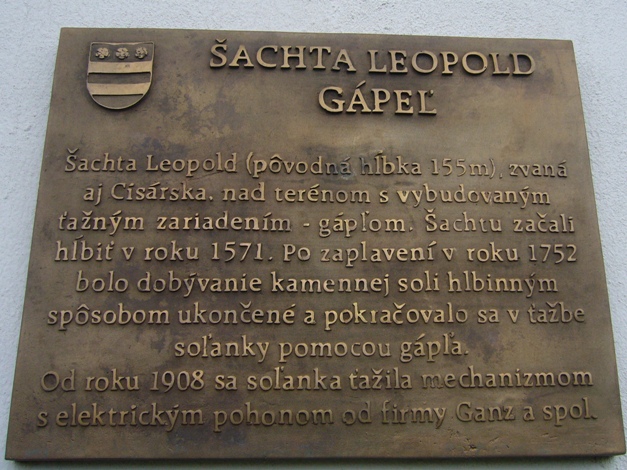 ŠACHTA LEOPOLD
GÁPEĽ
Šachta Leopold (pôvodná hĺbka 155m), zvaná
aj Cisárska, nad terénom s vybudovaným
ťažným zariadením - gápľom. Šachtu začali
hĺbiť v roku 1571. Po zaplavení v roku 1752
bolo dobývanie kamennej soli hlbinným
spôsobom ukončené a pokračovalo sa v ťažbe
soľanky pomocou gápľa.
Od roku 1908 sa soľanka ťažila mechanizmom
s elektrickým pohonom od firmy Ganz a spol.